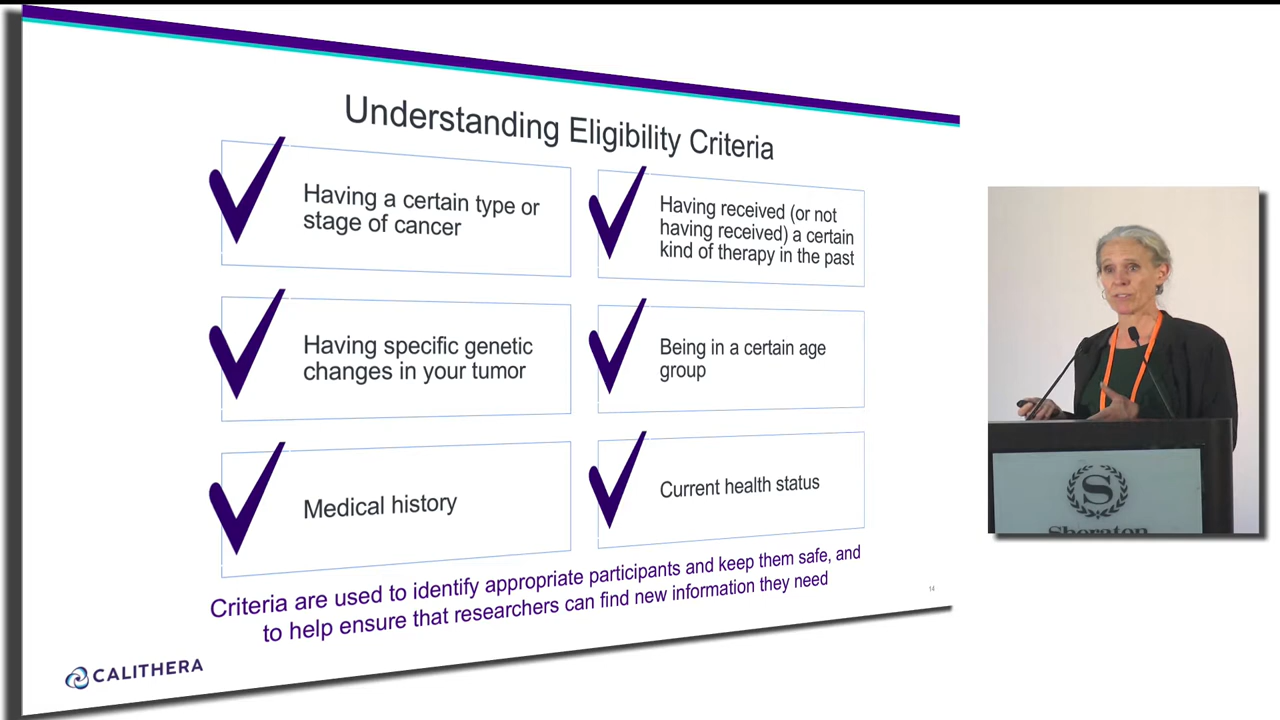 Understanding Eligibility Criteria
Having a certain type or
stage of cancer
Having received (or not
having received) a certain
kind of therapy in the past
Having specific genetic
changes in your tumor
Being in a certain age
group
Medical history
Current health status
Criteria are used to identify appropriate participants and keep them safe, and
to help ensure that researchers can find new information they need
14
CALITHERA
S
Sheraton